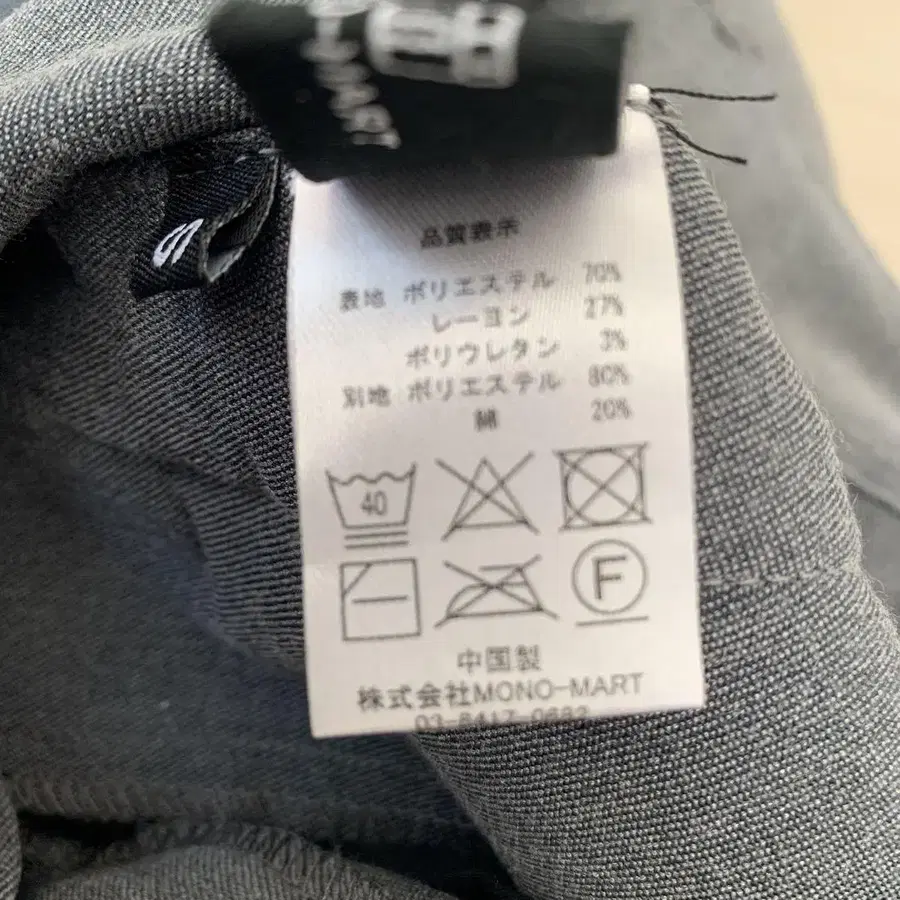 品質表示
表地 ポリエステル 70%
レーヨン 27%
ポリウレタン 3%
別地 ポリエステル 80%
綿 20%
40
F
中国製
株式会社MONO-MART